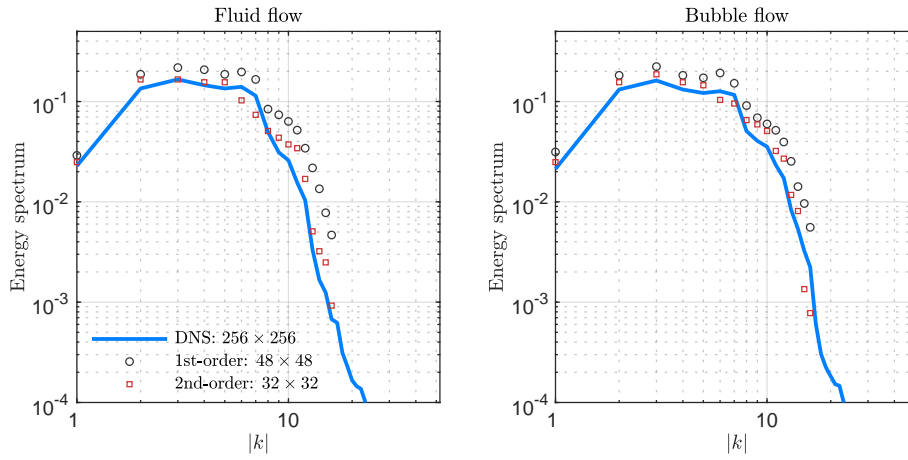 Fluid flow
Energy spectrum
10^-1
10^-2
10^-3
10^-4
DNS: 256 × 256
1st-order: 48 × 48
2nd-order: 32 × 32
1
10
|k|
Bubble flow
Energy spectrum
10^-1
10^-2
10^-3
10^-4
1
10
|k|